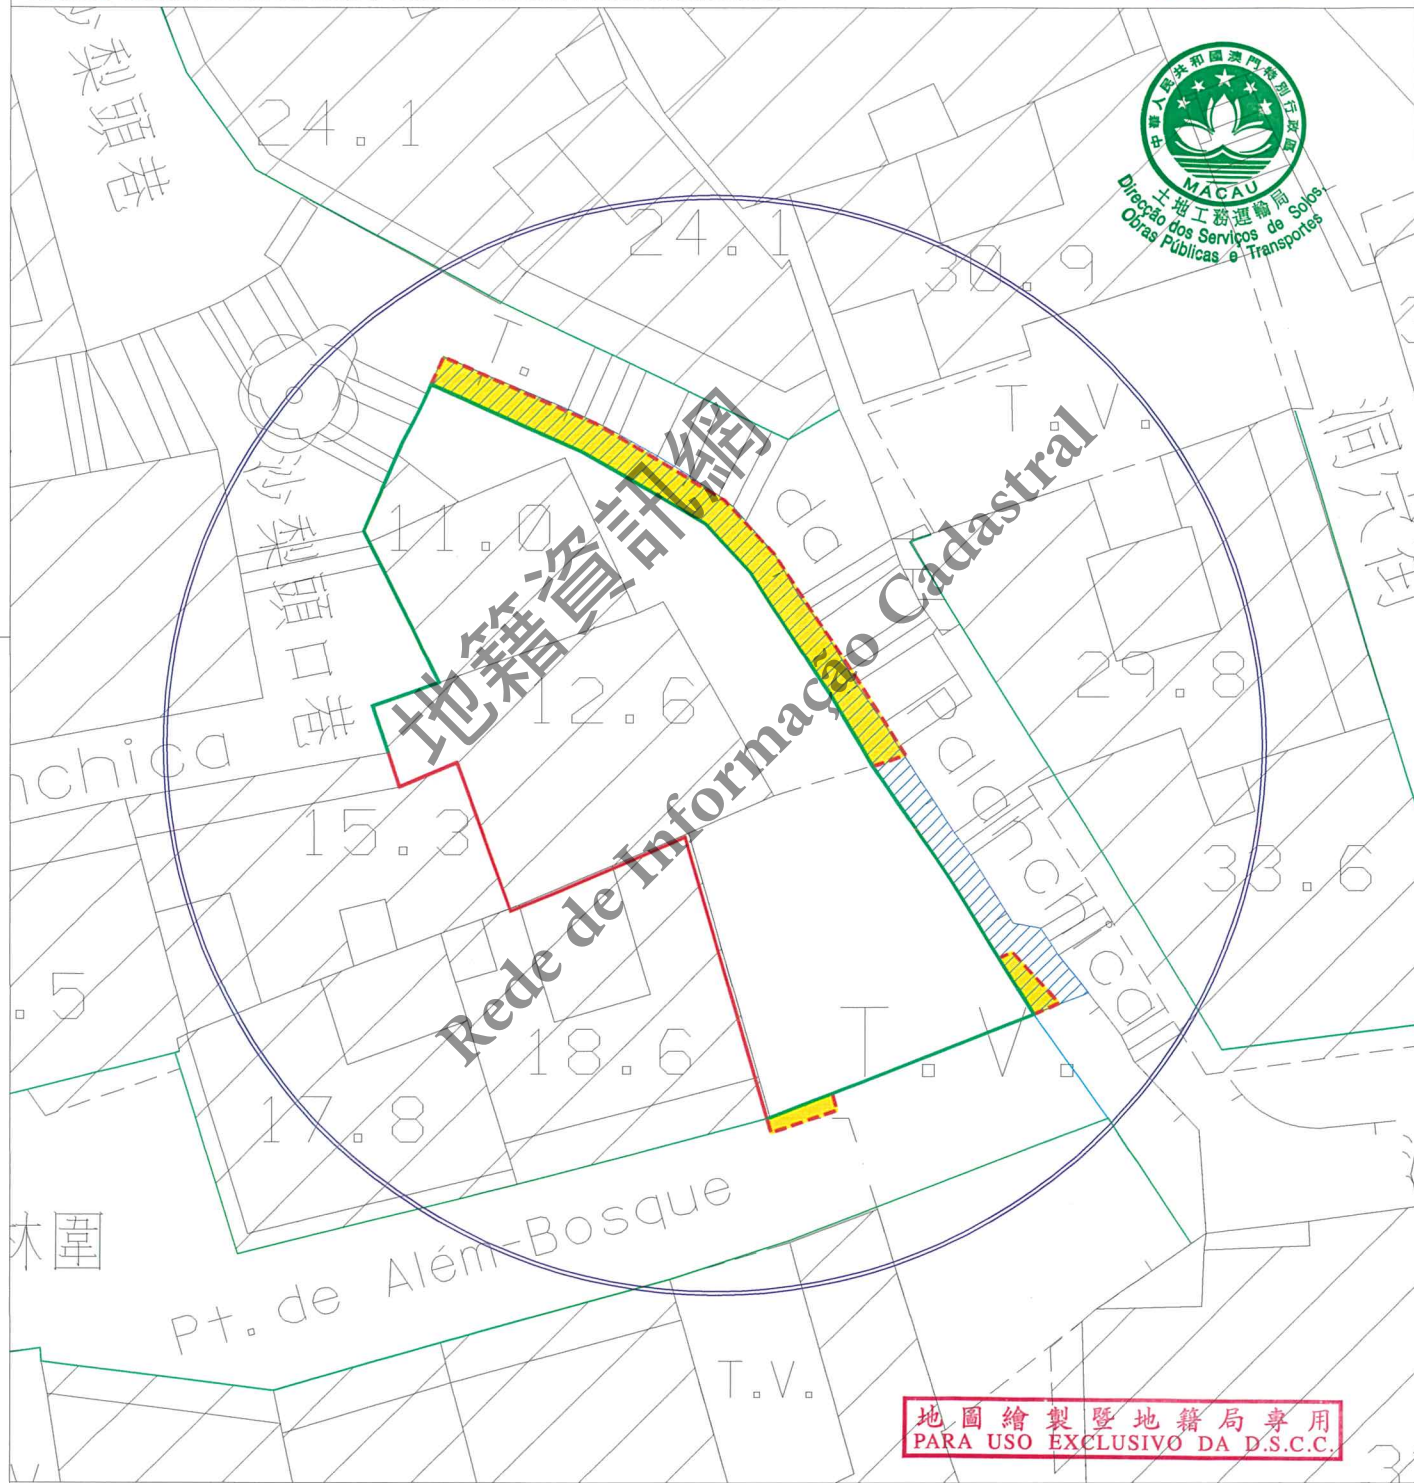 沙梨頭巷
24.1
中華人民共和國澳門特別行政區
MACAU
土地工務運輸局
Direcção dos Serviços de Solos,
Obras Públicas e Transportes
24.1
30.9
T.
T.V.
地籍資訊網
Rede de Informação Cadastral
沙梨頭口巷
11.0
da Palanchica
12.6
29.8
nchica
15.3
33.6
.5
18.6
T.V.
17.8
Pt. de Além-Bosque
林圍
T.V.
地圖繪製暨地籍局專用
PARA USO EXCLUSIVO DA D.S.C.C.